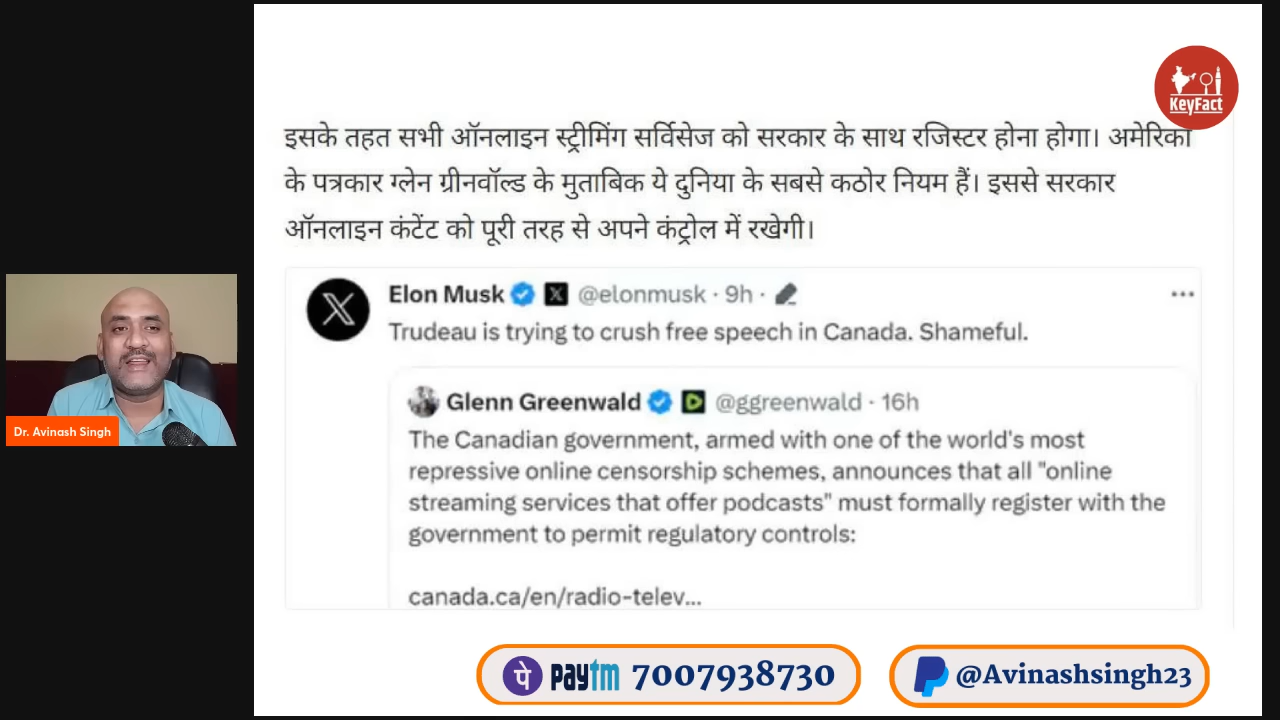 KeyFact
इसके तहत सभी ऑनलाइन स्ट्रीमिंग सर्विसेज को सरकार के साथ रजिस्टर होना होगा। अमेरिका
के पत्रकार ग्लेन ग्रीनवॉल्ड के मुताबिक ये दुनिया के सबसे कठोर नियम हैं। इससे सरकार
ऑनलाइन कंटेंट को पूरी तरह से अपने कंट्रोल में रखेगी।
Elon Musk @elonmusk · 9h ·
Trudeau is trying to crush free speech in Canada. Shameful.
Glenn Greenwald @ggreenwald · 16h
The Canadian government, armed with one of the world's most
repressive online censorship schemes, announces that all "online
streaming services that offer podcasts" must formally register with the
government to permit regulatory controls:
canada.ca/en/radio-telev...
Dr. Avinash Singh
पे paytm 7007938730
@Avinashsingh23